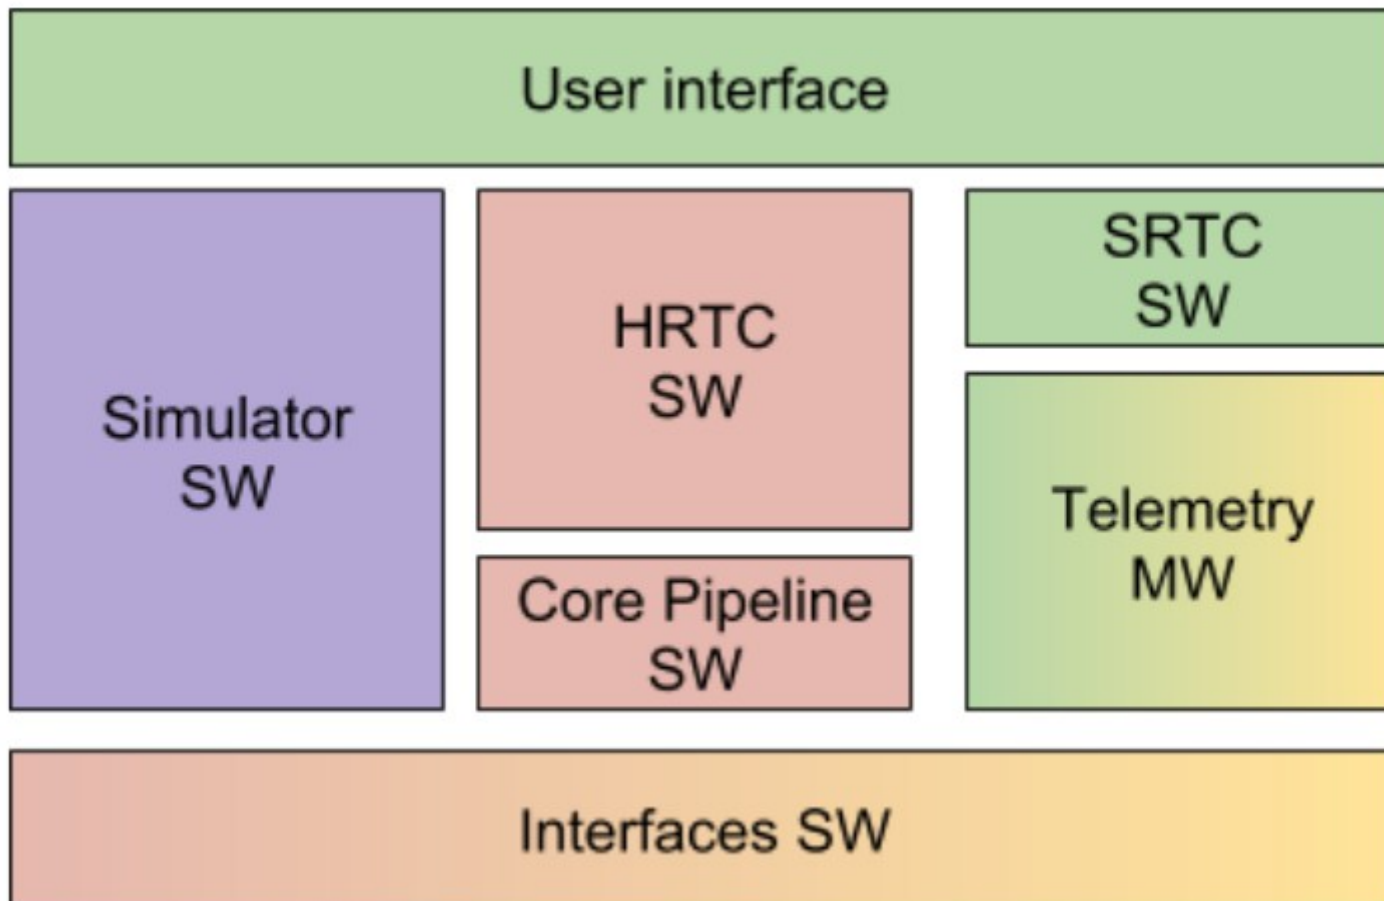 User interface
Simulator
SW
HRTC
SW
Core Pipeline
SW
SRTC
SW
Telemetry
MW
Interfaces SW